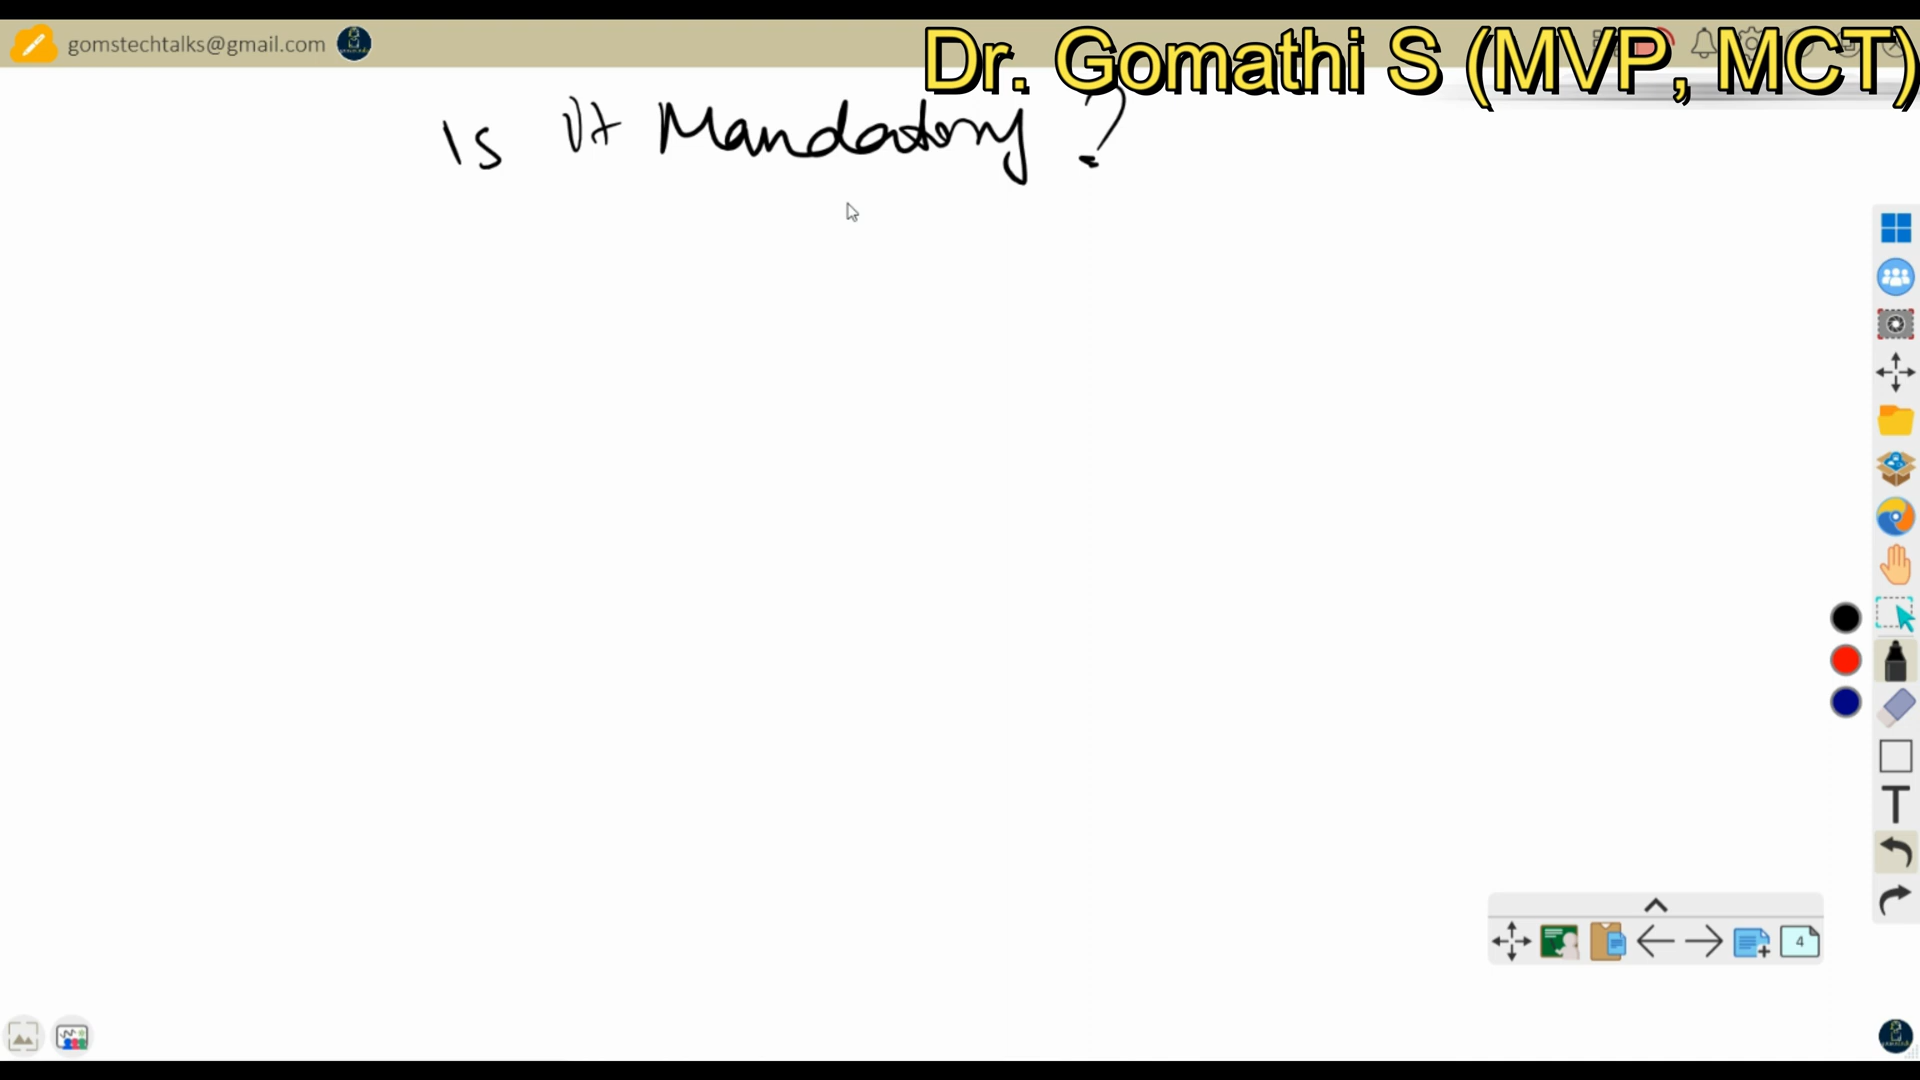 gomstechtalks@gmail.com
Dr. Gomathi S (MVP, MCT)
Is it Mandatory ?
T
4